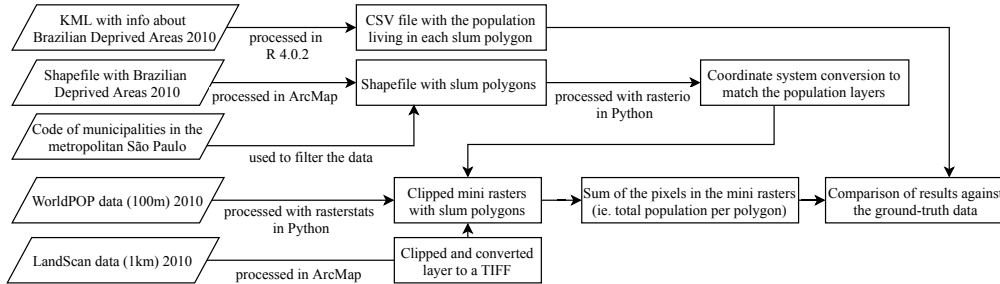 KML with info about
Brazilian Deprived Areas 2010
processed in
R 4.0.2
CSV file with the population
living in each slum polygon
Shapefile with Brazilian
Deprived Areas 2010
processed in ArcMap
Shapefile with slum polygons
processed with rasterio
in Python
Coordinate system conversion to
match the population layers
Code of municipalities in the
metropolitan São Paulo
used to filter the data
WorldPOP data (100m) 2010
processed with rasterstats
in Python
Clipped mini rasters
with slum polygons
Sum of the pixels in the mini rasters
(ie. total population per polygon)
Comparison of results against
the ground-truth data
LandScan data (1km) 2010
processed in ArcMap
Clipped and converted
layer to a TIFF